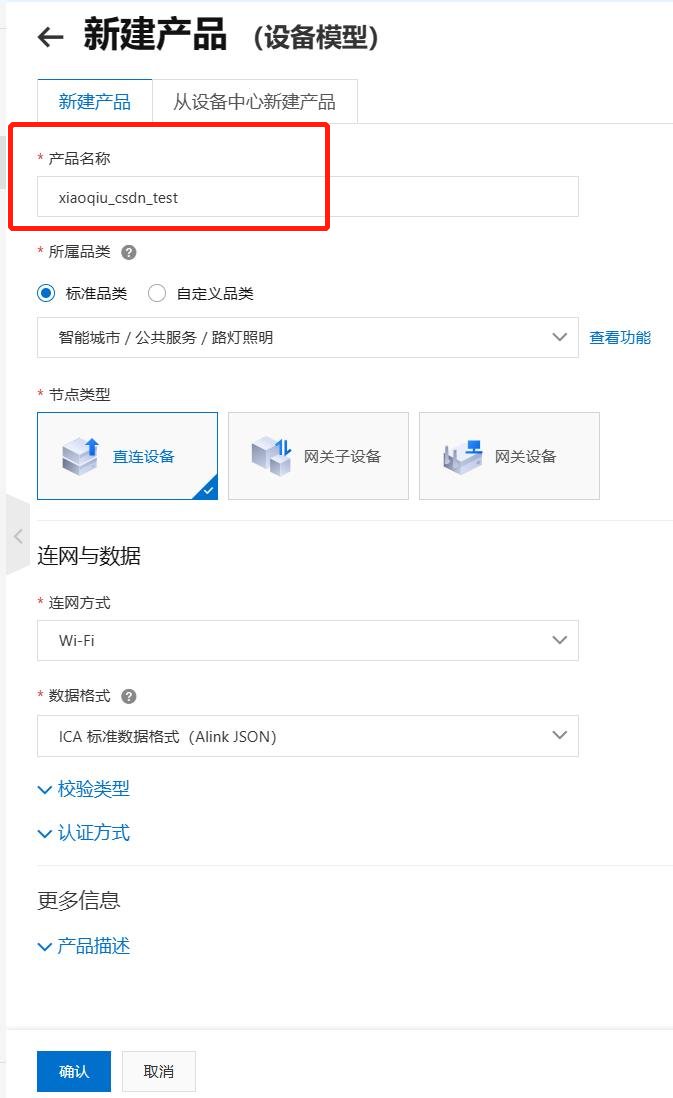 新建产品 (设备模型)
新建产品 从设备中心新建产品
* 产品名称
xiaoqiu_csdn_test
* 所属品类 ?
标准品类 自定义品类
智能城市 / 公共服务 / 路灯照明 查看功能
* 节点类型
直连设备 网关子设备 网关设备
连网与数据
* 连网方式
Wi-Fi
* 数据格式 ?
ICA 标准数据格式（Alink JSON）
校验类型
认证方式
更多信息
产品描述
确认 取消